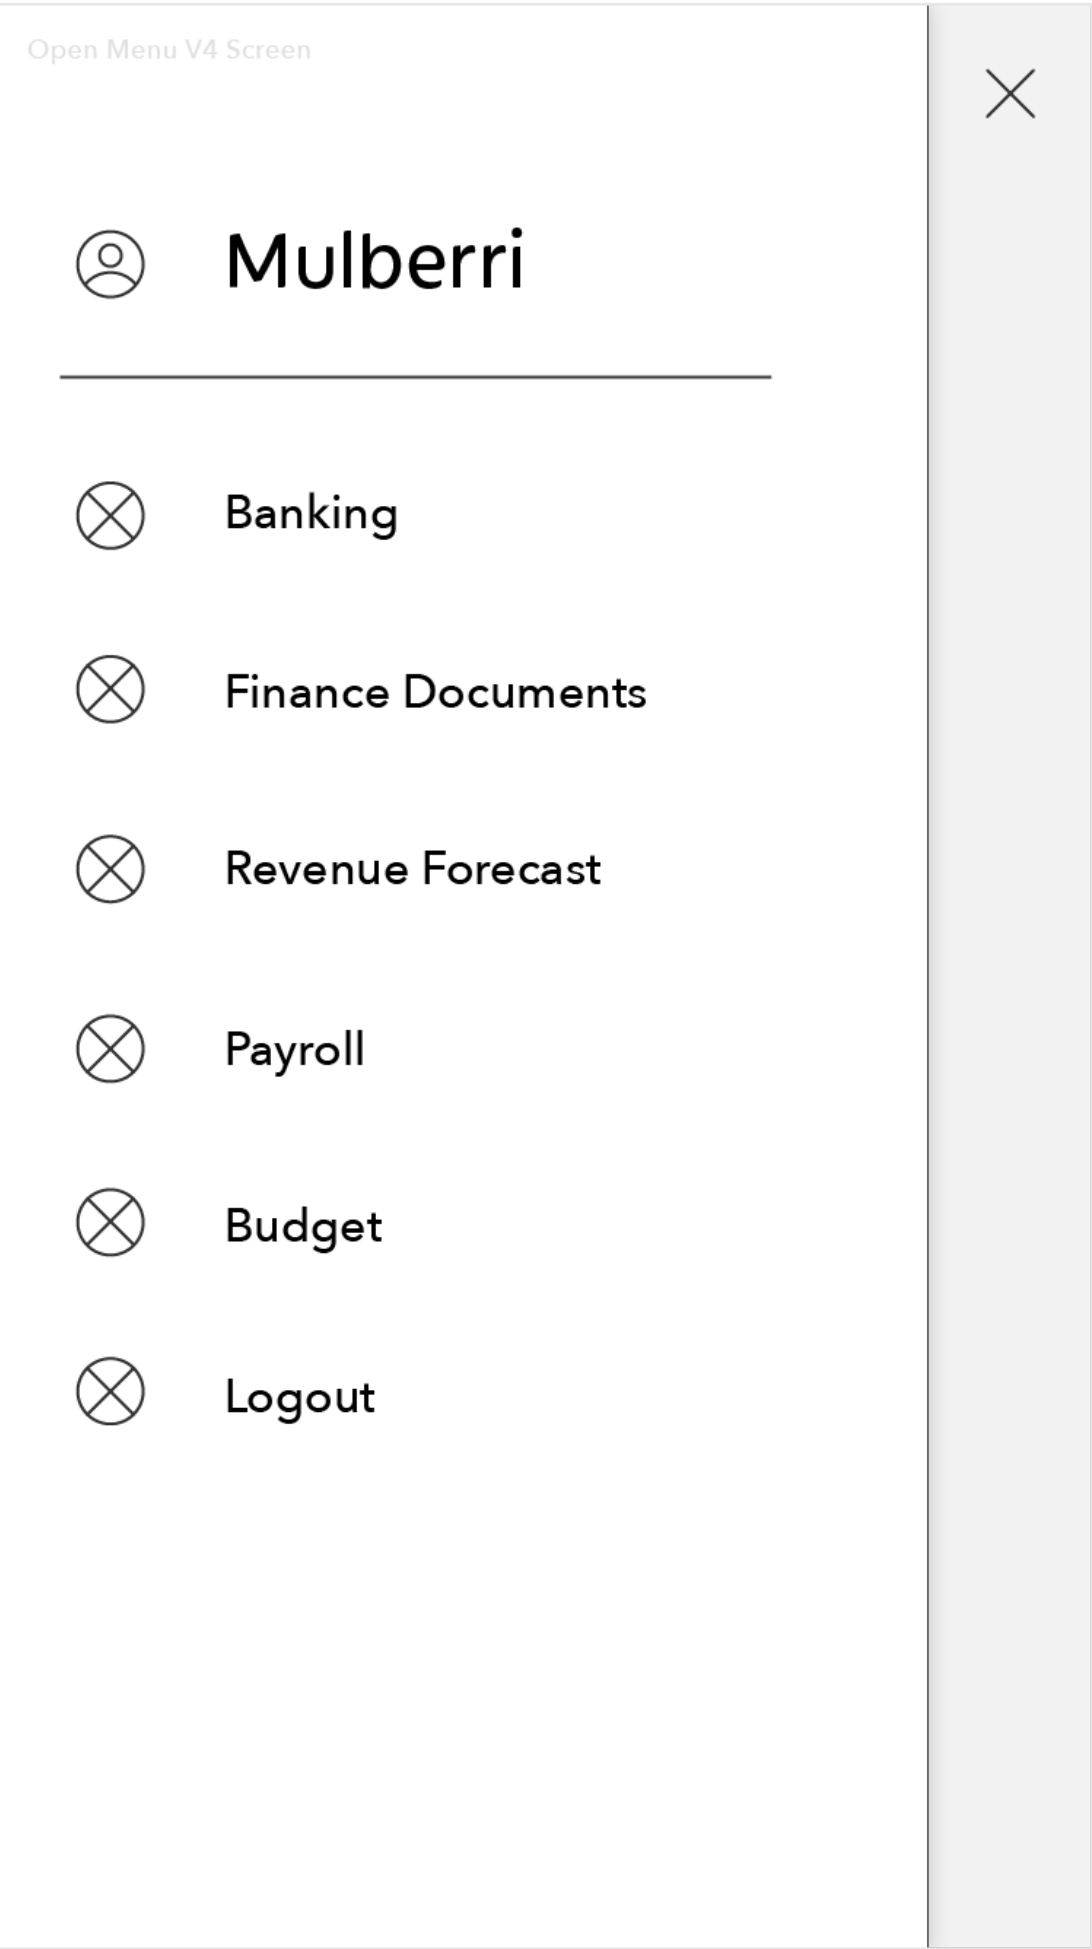 Open Menu V4 Screen
Mulberri
Banking
Finance Documents
Revenue Forecast
Payroll
Budget
Logout